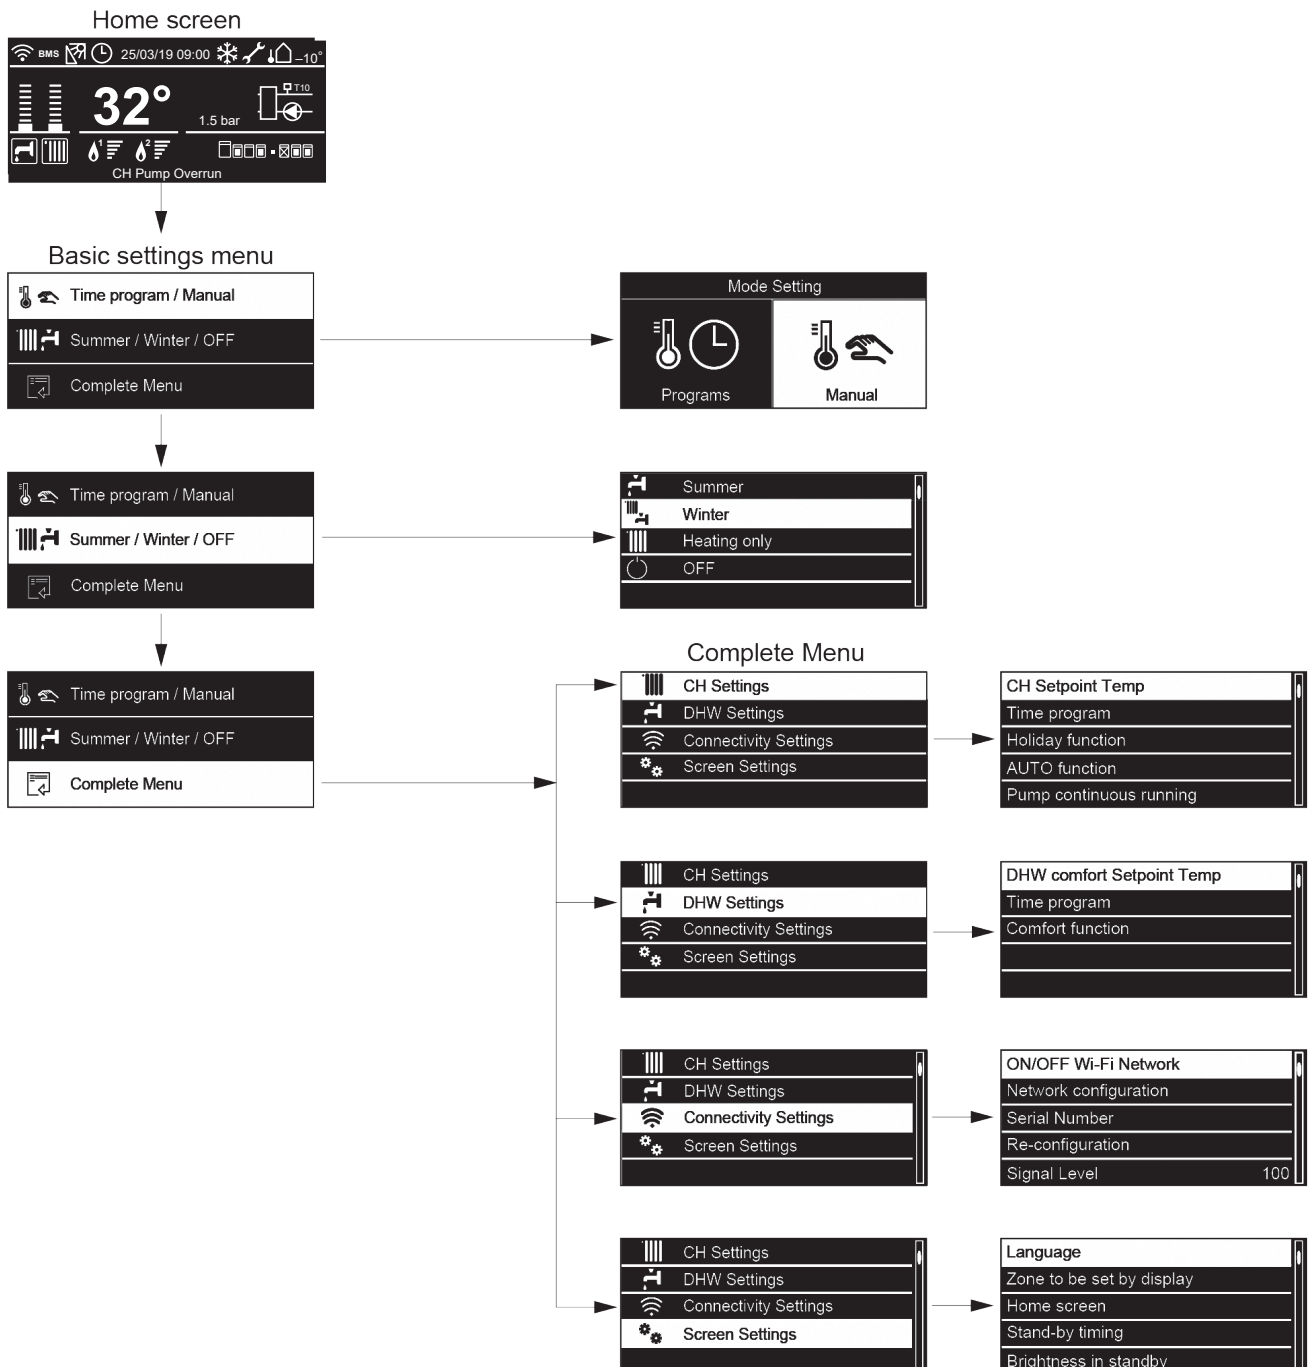 Home screen
BMS 25/03/19 09:00 –10°
32° T10
1.5 bar
1 2
CH Pump Overrun
Basic settings menu
Time program / Manual
Summer / Winter / OFF
Complete Menu
Mode Setting
Programs Manual
Time program / Manual
Summer / Winter / OFF
Complete Menu
Summer
Winter
Heating only
OFF
Time program / Manual
Summer / Winter / OFF
Complete Menu
Complete Menu
CH Settings
DHW Settings
Connectivity Settings
Screen Settings
CH Setpoint Temp
Time program
Holiday function
AUTO function
Pump continuous running
CH Settings
DHW Settings
Connectivity Settings
Screen Settings
DHW comfort Setpoint Temp
Time program
Comfort function
CH Settings
DHW Settings
Connectivity Settings
Screen Settings
ON/OFF Wi-Fi Network
Network configuration
Serial Number
Re-configuration
Signal Level 100
CH Settings
DHW Settings
Connectivity Settings
Screen Settings
Language
Zone to be set by display
Home screen
Stand-by timing
Brightness in standby